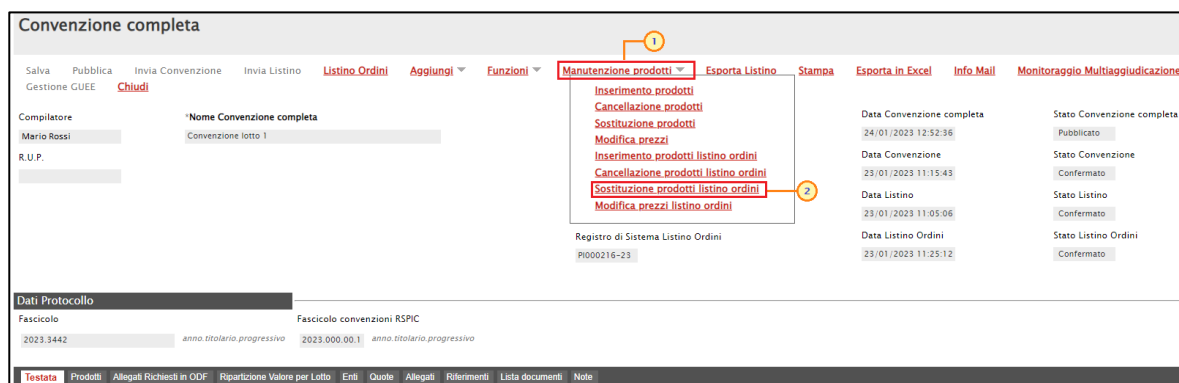 Convenzione completa
1
Salva Pubblica Invia Convenzione Invia Listino Listino Ordini Aggiungi Funzioni Manutenzione prodotti Esporta Listino Stampa Esporta in Excel Info Mail Monitoraggio Multiaggiudicazione
Gestione GUEE Chiudi
Inserimento prodotti
Cancellazione prodotti
Sostituzione prodotti
Modifica prezzi
Inserimento prodotti listino ordini
Cancellazione prodotti listino ordini
Sostituzione prodotti listino ordini
2
Modifica prezzi listino ordini
Compilatore *Nome Convenzione completa Data Convenzione completa Stato Convenzione completa
Mario Rossi Convenzione lotto 1 24/01/2023 12:52:36 Pubblicato
R.U.P. Data Convenzione Stato Convenzione
23/01/2023 11:15:43 Confermato
Data Listino Stato Listino
23/01/2023 11:05:06 Confermato
Registro di Sistema Listino Ordini Data Listino Ordini Stato Listino Ordini
PI000216-23 23/01/2023 11:25:12 Confermato
Dati Protocollo
Fascicolo Fascicolo convenzioni RSPIC
2023.3442 anno.titolario.progressivo 2023.000.00.1 anno.titolario.progressivo
Testata Prodotti Allegati Richiesti in ODF Ripartizione Valore per Lotto Enti Quote Allegati Riferimenti Lista documenti Note